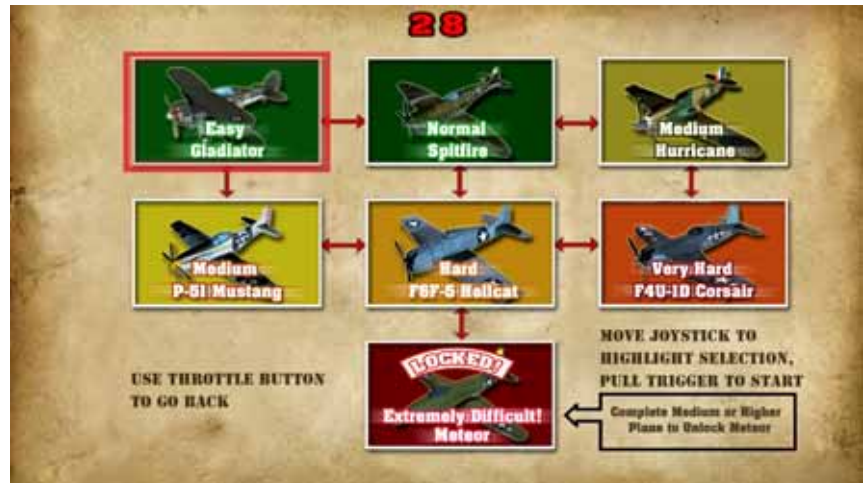 28
Easy
Gladiator
Normal
Spitfire
Medium
Hurricane
Medium
P-51 Mustang
Hard
F6F-5 Hellcat
Very Hard
F4U-1D Corsair
LOCKED!
Extremely Difficult!
Meteor
USE THROTTLE BUTTON
TO GO BACK
MOVE JOYSTICK TO
HIGHLIGHT SELECTION,
PULL TRIGGER TO START
Complete Medium or Higher
Plane to Unlock Meteor